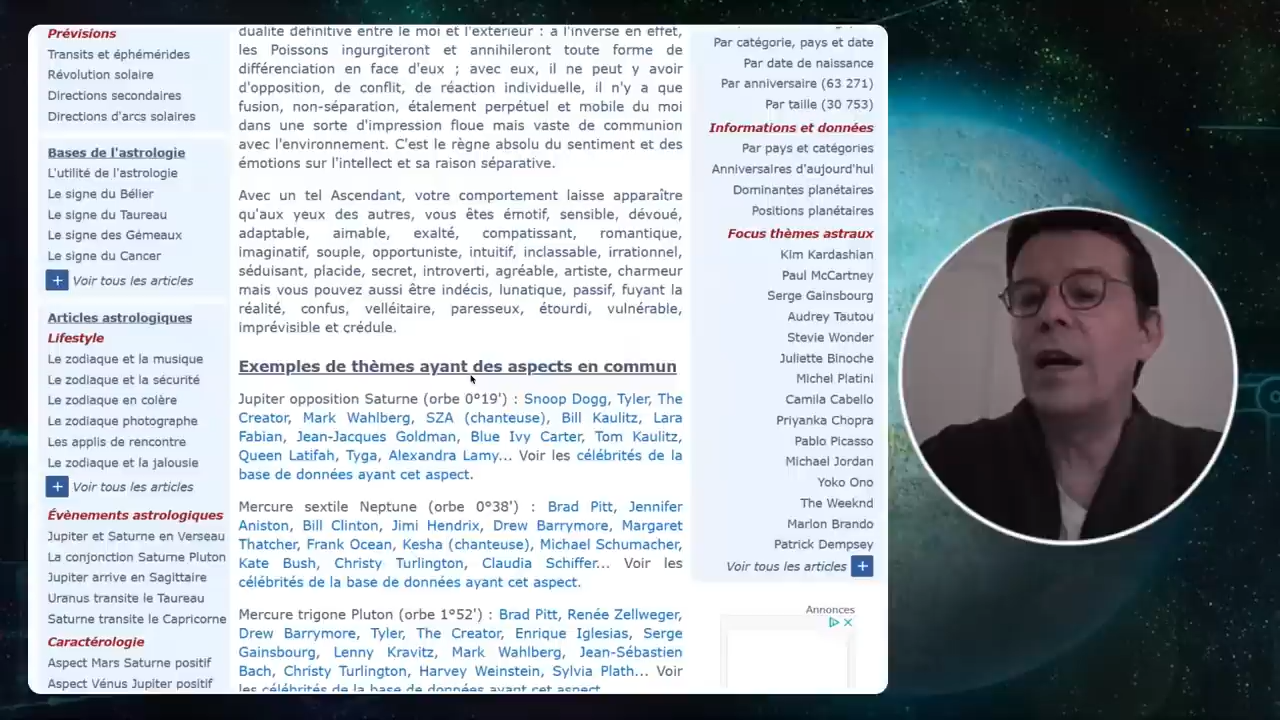 Prévisions
Transits et éphémérides
Révolution solaire
Directions secondaires
Directions d'arcs solaires
Bases de l'astrologie
L'utilité de l'astrologie
Le signe du Bélier
Le signe du Taureau
Le signe des Gémeaux
Le signe du Cancer
+ Voir tous les articles
Articles astrologiques
Lifestyle
Le zodiaque et la musique
Le zodiaque et la sécurité
Le zodiaque en colère
Le zodiaque photographe
Les applis de rencontre
Le zodiaque et la jalousie
+ Voir tous les articles
Évènements astrologiques
Jupiter et Saturne en Verseau
La conjonction Saturne Pluton
Jupiter arrive en Sagittaire
Uranus transite le Taureau
Saturne transite le Capricorne
Caractérologie
Aspect Mars Saturne positif
Aspect Vénus Jupiter positif
dualité définitive entre le moi et l'extérieur : à l'inverse en effet,
les Poissons ingurgiteront et annihileront toute forme de
différenciation en face d'eux ; avec eux, il ne peut y avoir
d'opposition, de conflit, de réaction individuelle, il n'y a que
fusion, non-séparation, étalement perpétuel et mobile du moi
dans une sorte d'impression floue mais vaste de communion
avec l'environnement. C'est le règne absolu du sentiment et des
émotions sur l'intellect et sa raison séparative.
Avec un tel Ascendant, votre comportement laisse apparaître
qu'aux yeux des autres, vous êtes émotif, sensible, dévoué,
adaptable, aimable, exalté, compatissant, romantique,
imaginatif, souple, opportuniste, intuitif, inclassable, irrationnel,
séduisant, placide, secret, introverti, agréable, artiste, charmeur
mais vous pouvez aussi être indécis, lunatique, passif, fuyant la
réalité, confus, velléitaire, paresseux, étourdi, vulnérable,
imprévisible et crédule.
Exemples de thèmes ayant des aspects en commun
Jupiter opposition Saturne (orbe 0°19') : Snoop Dogg, Tyler, The
Creator, Mark Wahlberg, SZA (chanteuse), Bill Kaulitz, Lara
Fabian, Jean-Jacques Goldman, Blue Ivy Carter, Tom Kaulitz,
Queen Latifah, Tyga, Alexandra Lamy... Voir les célébrités de la
base de données ayant cet aspect.
Mercure sextile Neptune (orbe 0°38') : Brad Pitt, Jennifer
Aniston, Bill Clinton, Jimi Hendrix, Drew Barrymore, Margaret
Thatcher, Frank Ocean, Kesha (chanteuse), Michael Schumacher,
Kate Bush, Christy Turlington, Claudia Schiffer... Voir les
célébrités de la base de données ayant cet aspect.
Mercure trigone Pluton (orbe 1°52') : Brad Pitt, Renée Zellweger,
Drew Barrymore, Tyler, The Creator, Enrique Iglesias, Serge
Gainsbourg, Lenny Kravitz, Mark Wahlberg, Jean-Sébastien
Bach, Christy Turlington, Harvey Weinstein, Sylvia Plath... Voir
les célébrités de la base de données ayant cet aspect
Par catégorie, pays et date
Par date de naissance
Par anniversaire (63 271)
Par taille (30 753)
Informations et données
Par pays et catégories
Anniversaires d'aujourd'hui
Dominantes planétaires
Positions planétaires
Focus thèmes astraux
Kim Kardashian
Paul McCartney
Serge Gainsbourg
Audrey Tautou
Stevie Wonder
Juliette Binoche
Michel Platini
Camila Cabello
Priyanka Chopra
Pablo Picasso
Michael Jordan
Yoko Ono
The Weeknd
Marlon Brando
Patrick Dempsey
Voir tous les articles +
Annonces